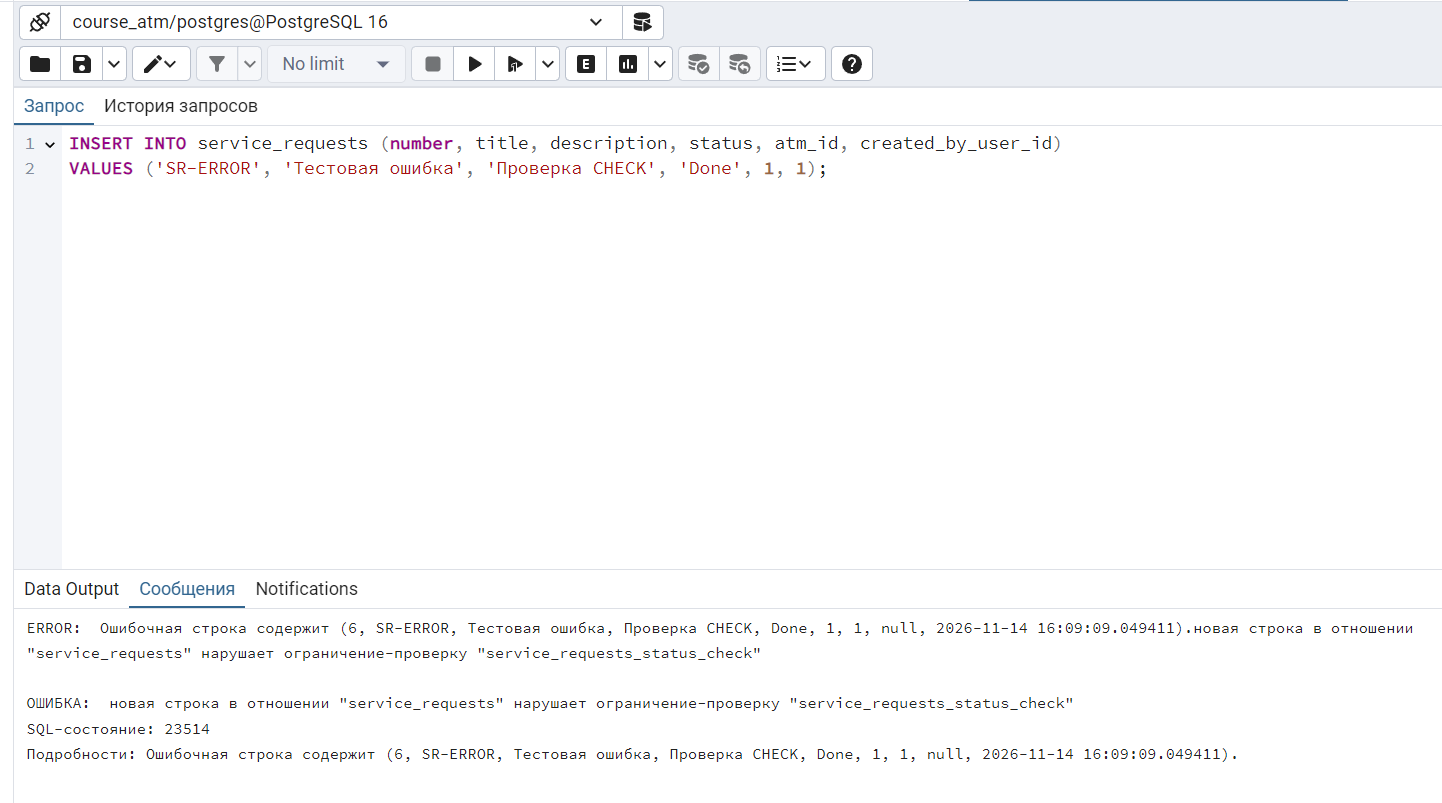 course_atm/postgres@PostgreSQL 16
No limit
E
Запрос История запросов
1 INSERT INTO service_requests (number, title, description, status, atm_id, created_by_user_id)
2 VALUES ('SR-ERROR', 'Тестовая ошибка', 'Проверка CHECK', 'Done', 1, 1);
Data Output Сообщения Notifications
ERROR:  Ошибочная строка содержит (6, SR-ERROR, Тестовая ошибка, Проверка CHECK, Done, 1, 1, null, 2026-11-14 16:09:09.049411).новая строка в отношении
"service_requests" нарушает ограничение-проверку "service_requests_status_check"
ОШИБКА:  новая строка в отношении "service_requests" нарушает ограничение-проверку "service_requests_status_check"
SQL-состояние: 23514
Подробности: Ошибочная строка содержит (6, SR-ERROR, Тестовая ошибка, Проверка CHECK, Done, 1, 1, null, 2026-11-14 16:09:09.049411).